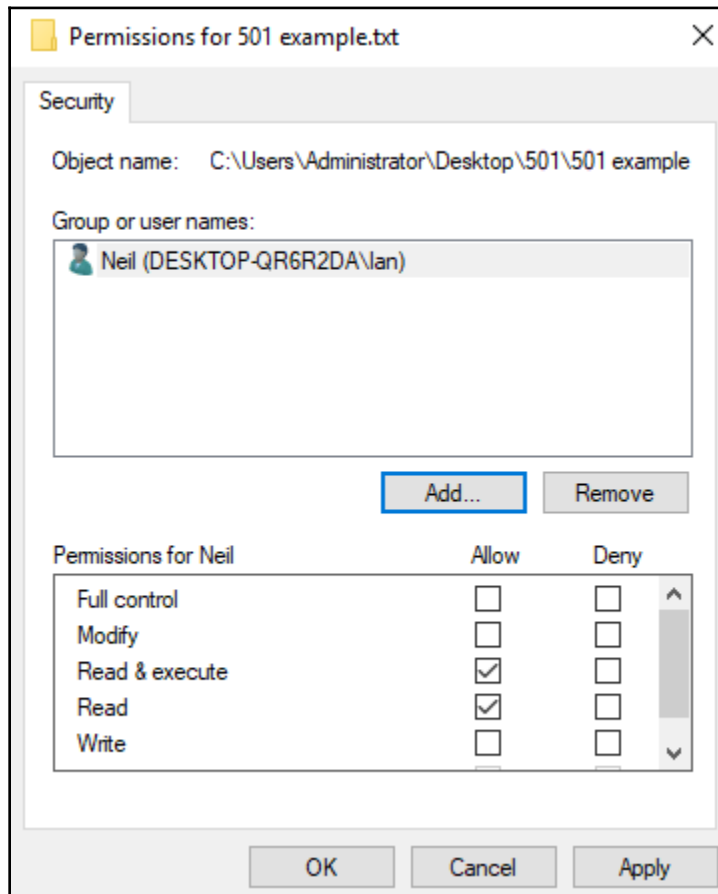 Permissions for 501 example.txt
Security
Object name: C:\Users\Administrator\Desktop\501\501 example
Group or user names:
Neil (DESKTOP-QR6R2DA\Ian)
Add... Remove
Permissions for Neil Allow Deny
Full control
Modify
Read & execute
Read
Write
OK Cancel Apply